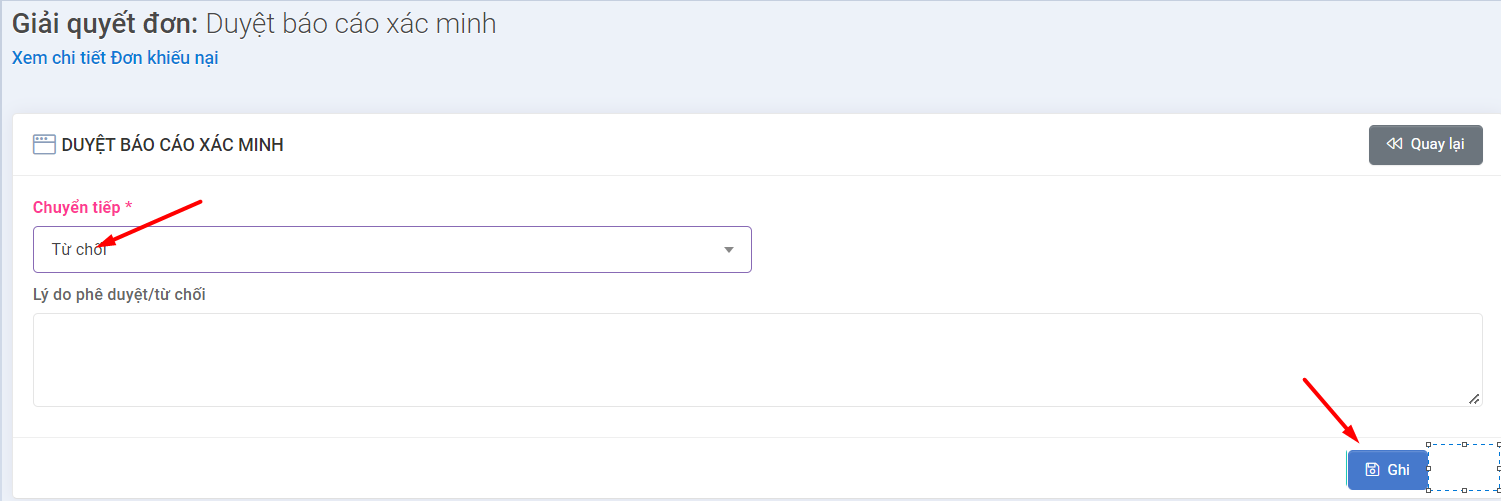 Giải quyết đơn: Duyệt báo cáo xác minh
Xem chi tiết Đơn khiếu nại
DUYỆT BÁO CÁO XÁC MINH
Quay lại
Chuyển tiếp *
Từ chối
Lý do phê duyệt/từ chối
Ghi